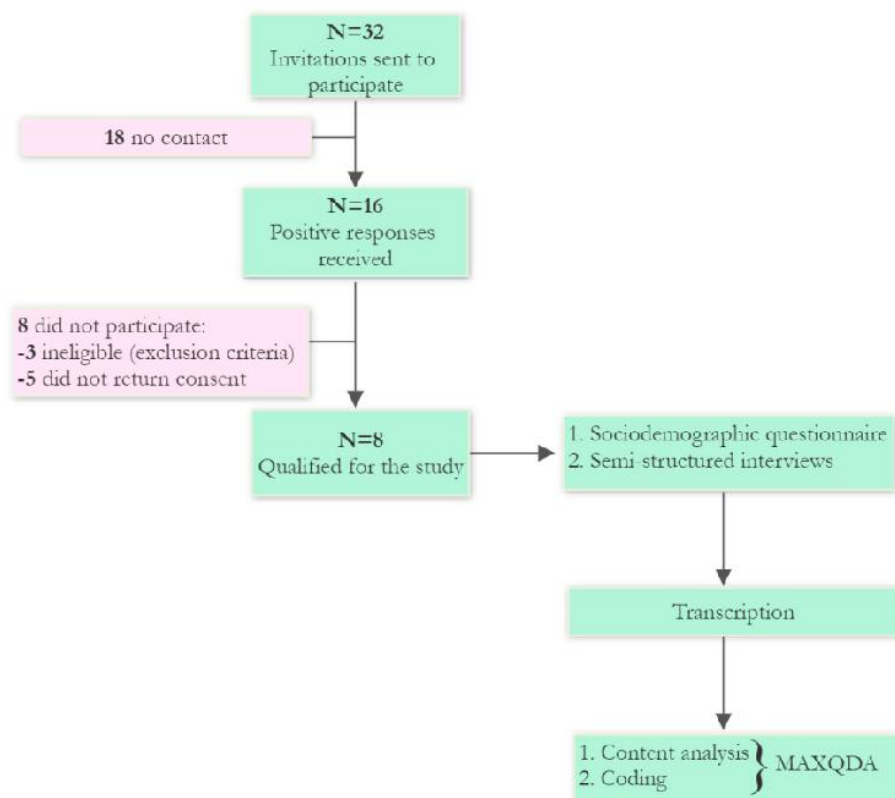 N=32
Invitations sent to
participate
18 no contact
N=16
Positive responses
received
8 did not participate:
-3 ineligible (exclusion criteria)
-5 did not return consent
N=8
Qualified for the study
1. Sociodemographic questionnaire
2. Semi-structured interviews
Transcription
1. Content analysis
2. Coding
MAXQDA